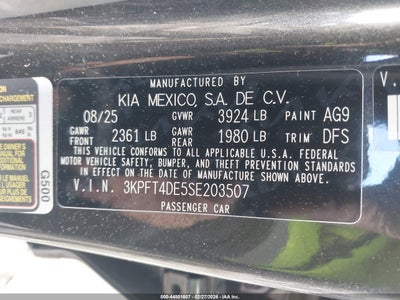 MANUFACTURED BY
KIA MEXICO, S.A. DE C.V.
08/25 GVWR 3924 LB PAINT AG9
GAWR 2361 LB GAWR 1980 LB TRIM DFS
THIS VEHICLE CONFORMS TO ALL APPLICABLE U.S.A. FEDERAL
MOTOR VEHICLE SAFETY, BUMPER, AND THEFT PREVENTION STANDARDS
IN EFFECT ON THE DATE OF MANUFACTURE SHOWN ABOVE.
V.I.N. 3KPFT4DE5SE203507
PASSENGER CAR
G500
REAR
V.